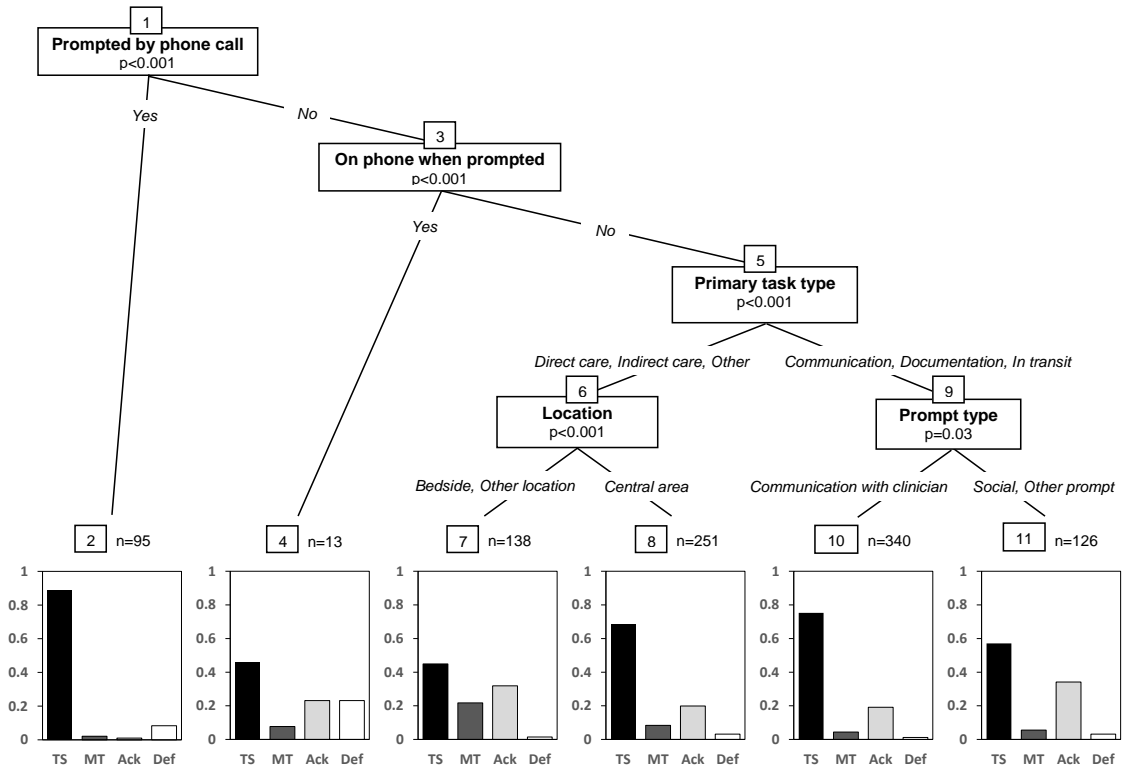 1
Prompted by phone call
p<0.001
Yes
No
3
On phone when prompted
p<0.001
Yes
No
5
Primary task type
p<0.001
Direct care, Indirect care, Other
Communication, Documentation, In transit
6
Location
p<0.001
9
Prompt type
p=0.03
Bedside, Other location
Central area
Communication with clinician
Social, Other prompt
2 n=95
4 n=13
7 n=138
8 n=251
10 n=340
11 n=126
1
0.8
0.6
0.4
0.2
0
TS MT Ack Def
1
0.8
0.6
0.4
0.2
0
TS MT Ack Def
1
0.8
0.6
0.4
0.2
0
TS MT Ack Def
1
0.8
0.6
0.4
0.2
0
TS MT Ack Def
1
0.8
0.6
0.4
0.2
0
TS MT Ack Def
1
0.8
0.6
0.4
0.2
0
TS MT Ack Def